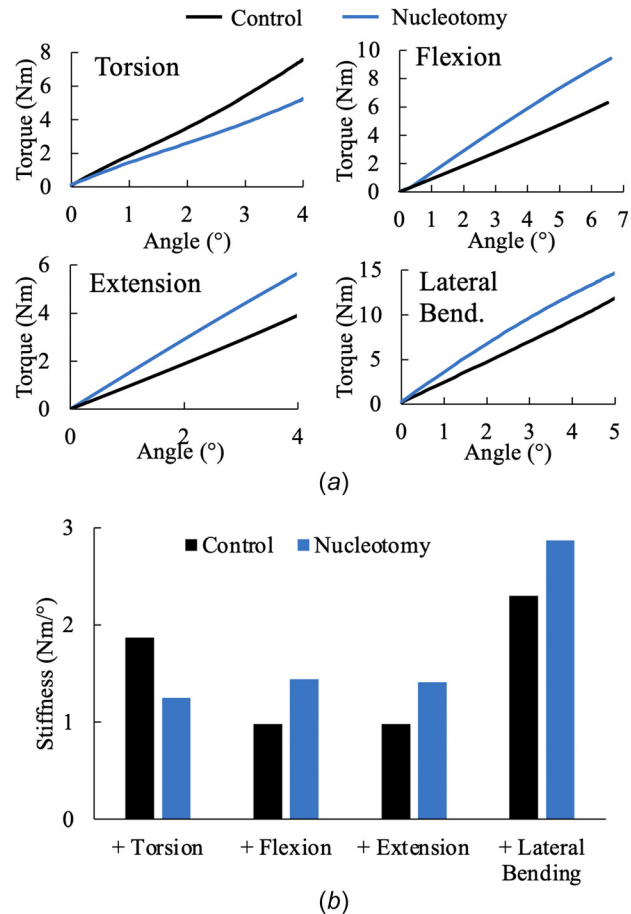 (a)
Control
Nucleotomy
Torsion
Torque (Nm)
8
6
4
2
0
0 1 2 3 4
Angle (°)
Flexion
Torque (Nm)
10
8
6
4
2
0
0 1 2 3 4 5 6 7
Angle (°)
Extension
Torque (Nm)
6
4
2
0
0 2 4
Angle (°)
Lateral
Bend.
Torque (Nm)
15
10
5
0
0 1 2 3 4 5
Angle (°)
(a)
Control
Nucleotomy
Stiffness (Nm/°)
3
2
1
0
+ Torsion
+ Flexion
+ Extension
+ Lateral
Bending
(b)